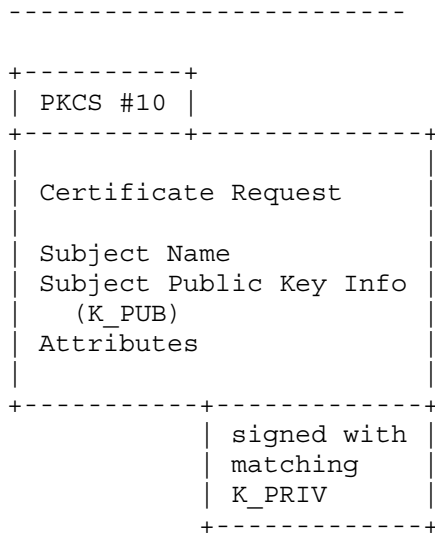 PKCS #10
Certificate Request
Subject Name
Subject Public Key Info
(K_PUB)
Attributes
signed with
matching
K_PRIV